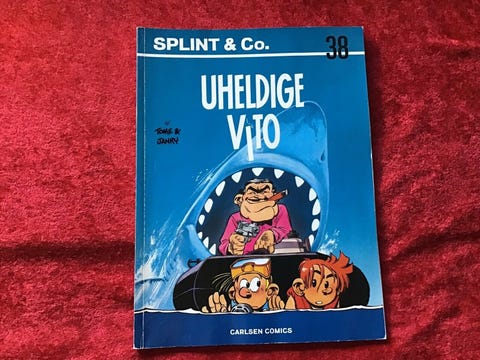 SPLINT & Co.
38
UHELDIGE
VITO
TOME &
JANRY
CARLSEN COMICS